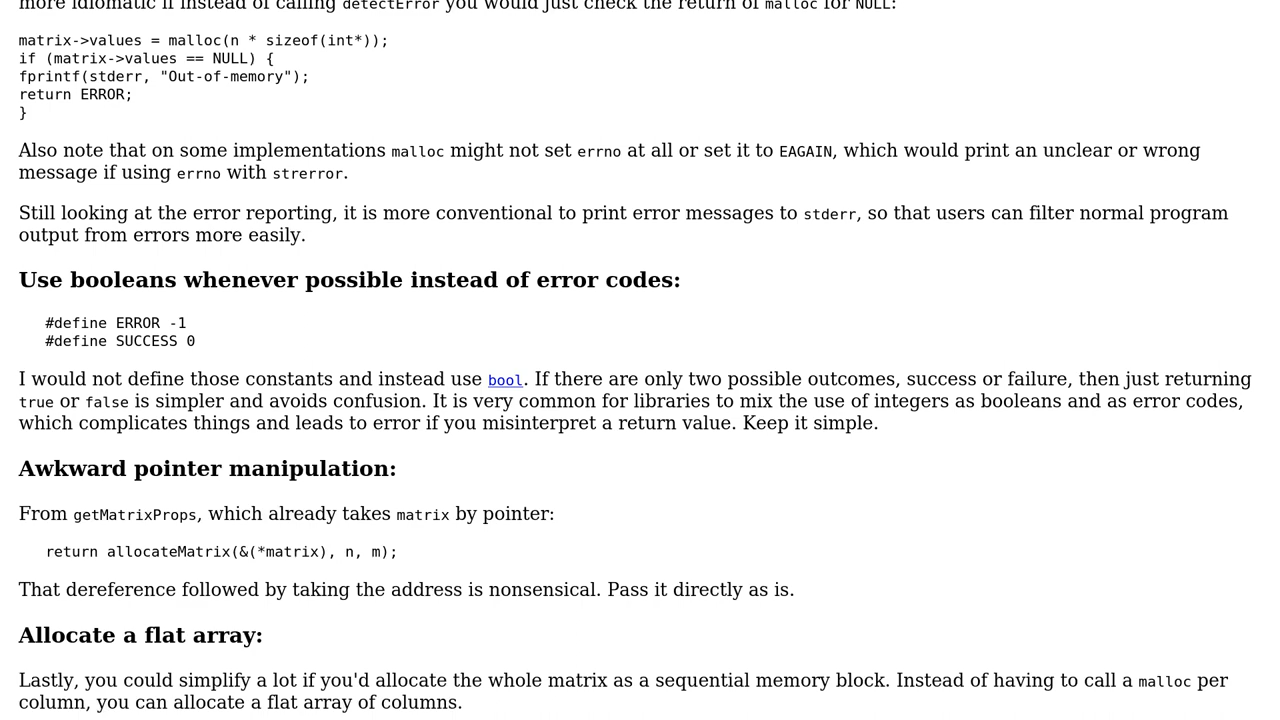 more idiomatic if instead of calling detectError you would just check the return of malloc for NULL:
matrix->values = malloc(n * sizeof(int*));
if (matrix->values == NULL) {
fprintf(stderr, "Out-of-memory");
return ERROR;
}
Also note that on some implementations malloc might not set errno at all or set it to EAGAIN, which would print an unclear or wrong
message if using errno with strerror.
Still looking at the error reporting, it is more conventional to print error messages to stderr, so that users can filter normal program
output from errors more easily.
Use booleans whenever possible instead of error codes:
#define ERROR -1
#define SUCCESS 0
I would not define those constants and instead use bool. If there are only two possible outcomes, success or failure, then just returning
true or false is simpler and avoids confusion. It is very common for libraries to mix the use of integers as booleans and as error codes,
which complicates things and leads to error if you misinterpret a return value. Keep it simple.
Awkward pointer manipulation:
From getMatrixProps, which already takes matrix by pointer:
return allocateMatrix(&(*matrix), n, m);
That dereference followed by taking the address is nonsensical. Pass it directly as is.
Allocate a flat array:
Lastly, you could simplify a lot if you'd allocate the whole matrix as a sequential memory block. Instead of having to call a malloc per
column, you can allocate a flat array of columns.